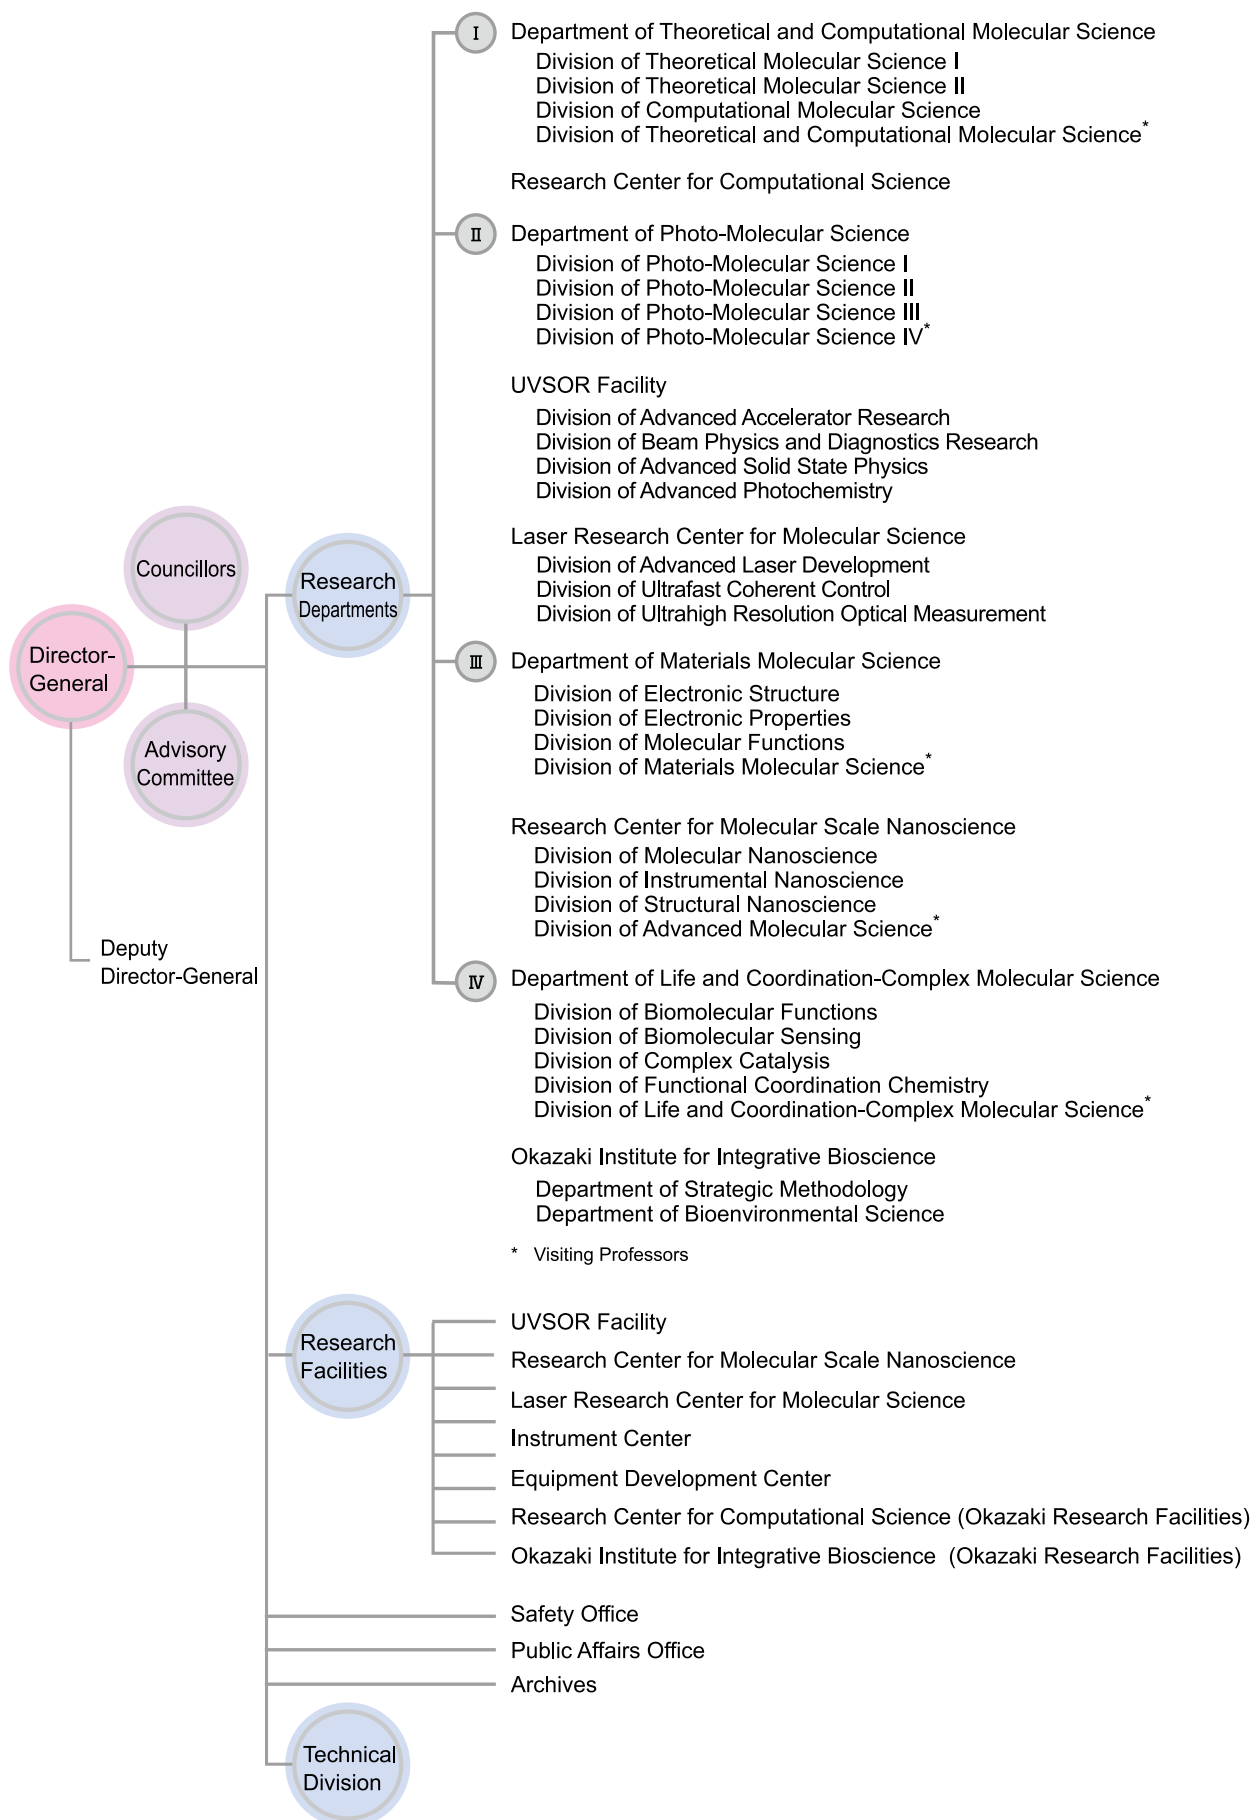 Director-
General
Councillors
Advisory
Committee
Deputy
Director-General
Research
Departments
I
Department of Theoretical and Computational Molecular Science
Division of Theoretical Molecular Science I
Division of Theoretical Molecular Science II
Division of Computational Molecular Science
Division of Theoretical and Computational Molecular Science*
Research Center for Computational Science
II
Department of Photo-Molecular Science
Division of Photo-Molecular Science I
Division of Photo-Molecular Science II
Division of Photo-Molecular Science III
Division of Photo-Molecular Science IV*
UVSOR Facility
Division of Advanced Accelerator Research
Division of Beam Physics and Diagnostics Research
Division of Advanced Solid State Physics
Division of Advanced Photochemistry
Laser Research Center for Molecular Science
Division of Advanced Laser Development
Division of Ultrafast Coherent Control
Division of Ultrahigh Resolution Optical Measurement
III
Department of Materials Molecular Science
Division of Electronic Structure
Division of Electronic Properties
Division of Molecular Functions
Division of Materials Molecular Science*
Research Center for Molecular Scale Nanoscience
Division of Molecular Nanoscience
Division of Instrumental Nanoscience
Division of Structural Nanoscience
Division of Advanced Molecular Science*
IV
Department of Life and Coordination-Complex Molecular Science
Division of Biomolecular Functions
Division of Biomolecular Sensing
Division of Complex Catalysis
Division of Functional Coordination Chemistry
Division of Life and Coordination-Complex Molecular Science*
Okazaki Institute for Integrative Bioscience
Department of Strategic Methodology
Department of Bioenvironmental Science
* Visiting Professors
Research
Facilities
UVSOR Facility
Research Center for Molecular Scale Nanoscience
Laser Research Center for Molecular Science
Instrument Center
Equipment Development Center
Research Center for Computational Science (Okazaki Research Facilities)
Okazaki Institute for Integrative Bioscience (Okazaki Research Facilities)
Safety Office
Public Affairs Office
Archives
Technical
Division